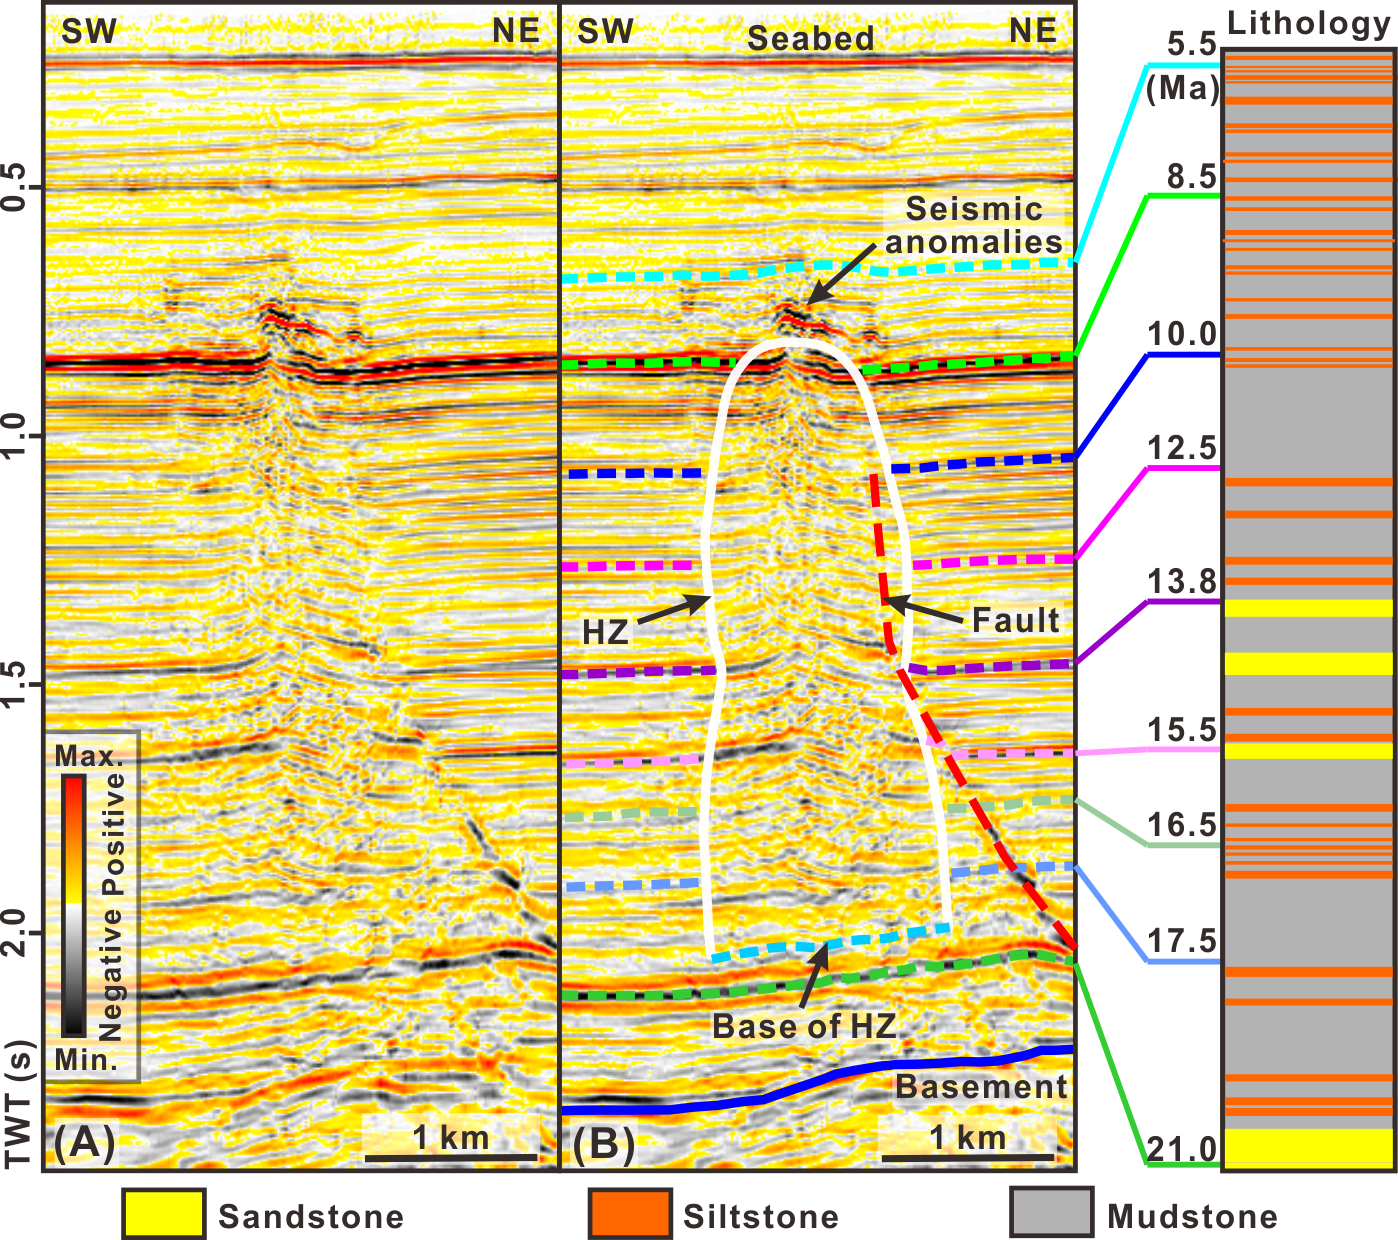 SW
NE
SW
Seabed
NE
Lithology
5.5
(Ma)
8.5
10.0
12.5
13.8
15.5
16.5
17.5
21.0
0.5
1.0
1.5
2.0
TWT (s)
Seismic
anomalies
HZ
Fault
Base of HZ
Basement
Max.
Negative Positive
Min.
(A)
1 km
(B)
1 km
Sandstone
Siltstone
Mudstone